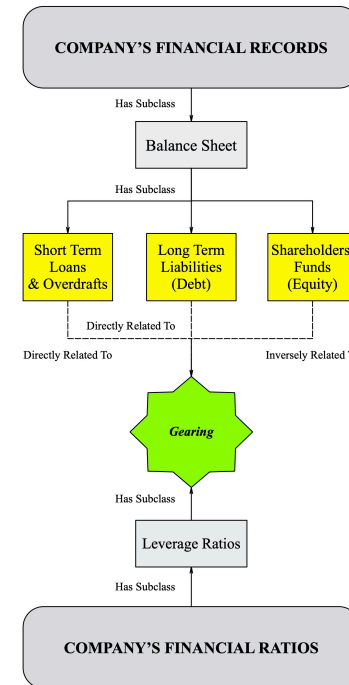 COMPANY'S FINANCIAL RECORDS
Has Subclass
Balance Sheet
Has Subclass
Short Term
Loans
& Overdrafts
Long Term
Liabilities
(Debt)
Shareholders
Funds
(Equity)
Directly Related To
Directly Related To
Inversely Related
Gearing
Has Subclass
Leverage Ratios
Has Subclass
COMPANY'S FINANCIAL RATIOS